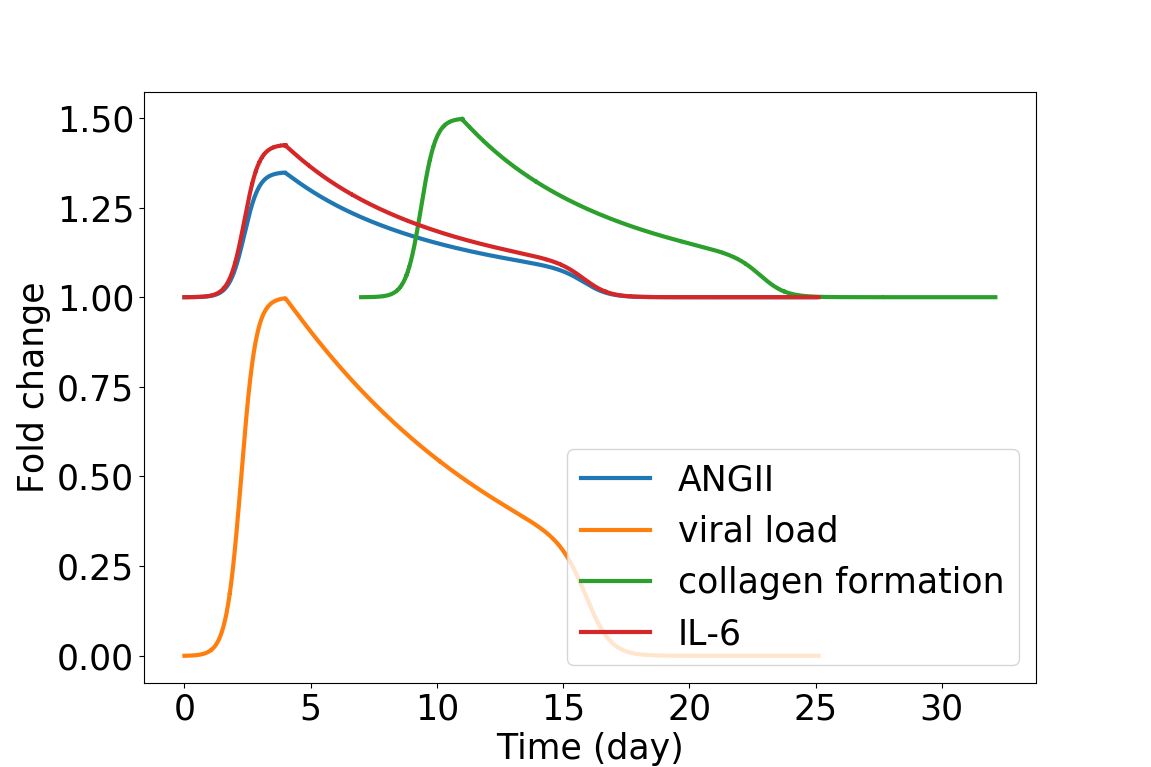 Fold change
1.50
1.25
1.00
0.75
0.50
0.25
0.00
ANGII
viral load
collagen formation
IL-6
0 5 10 15 20 25 30
Time (day)